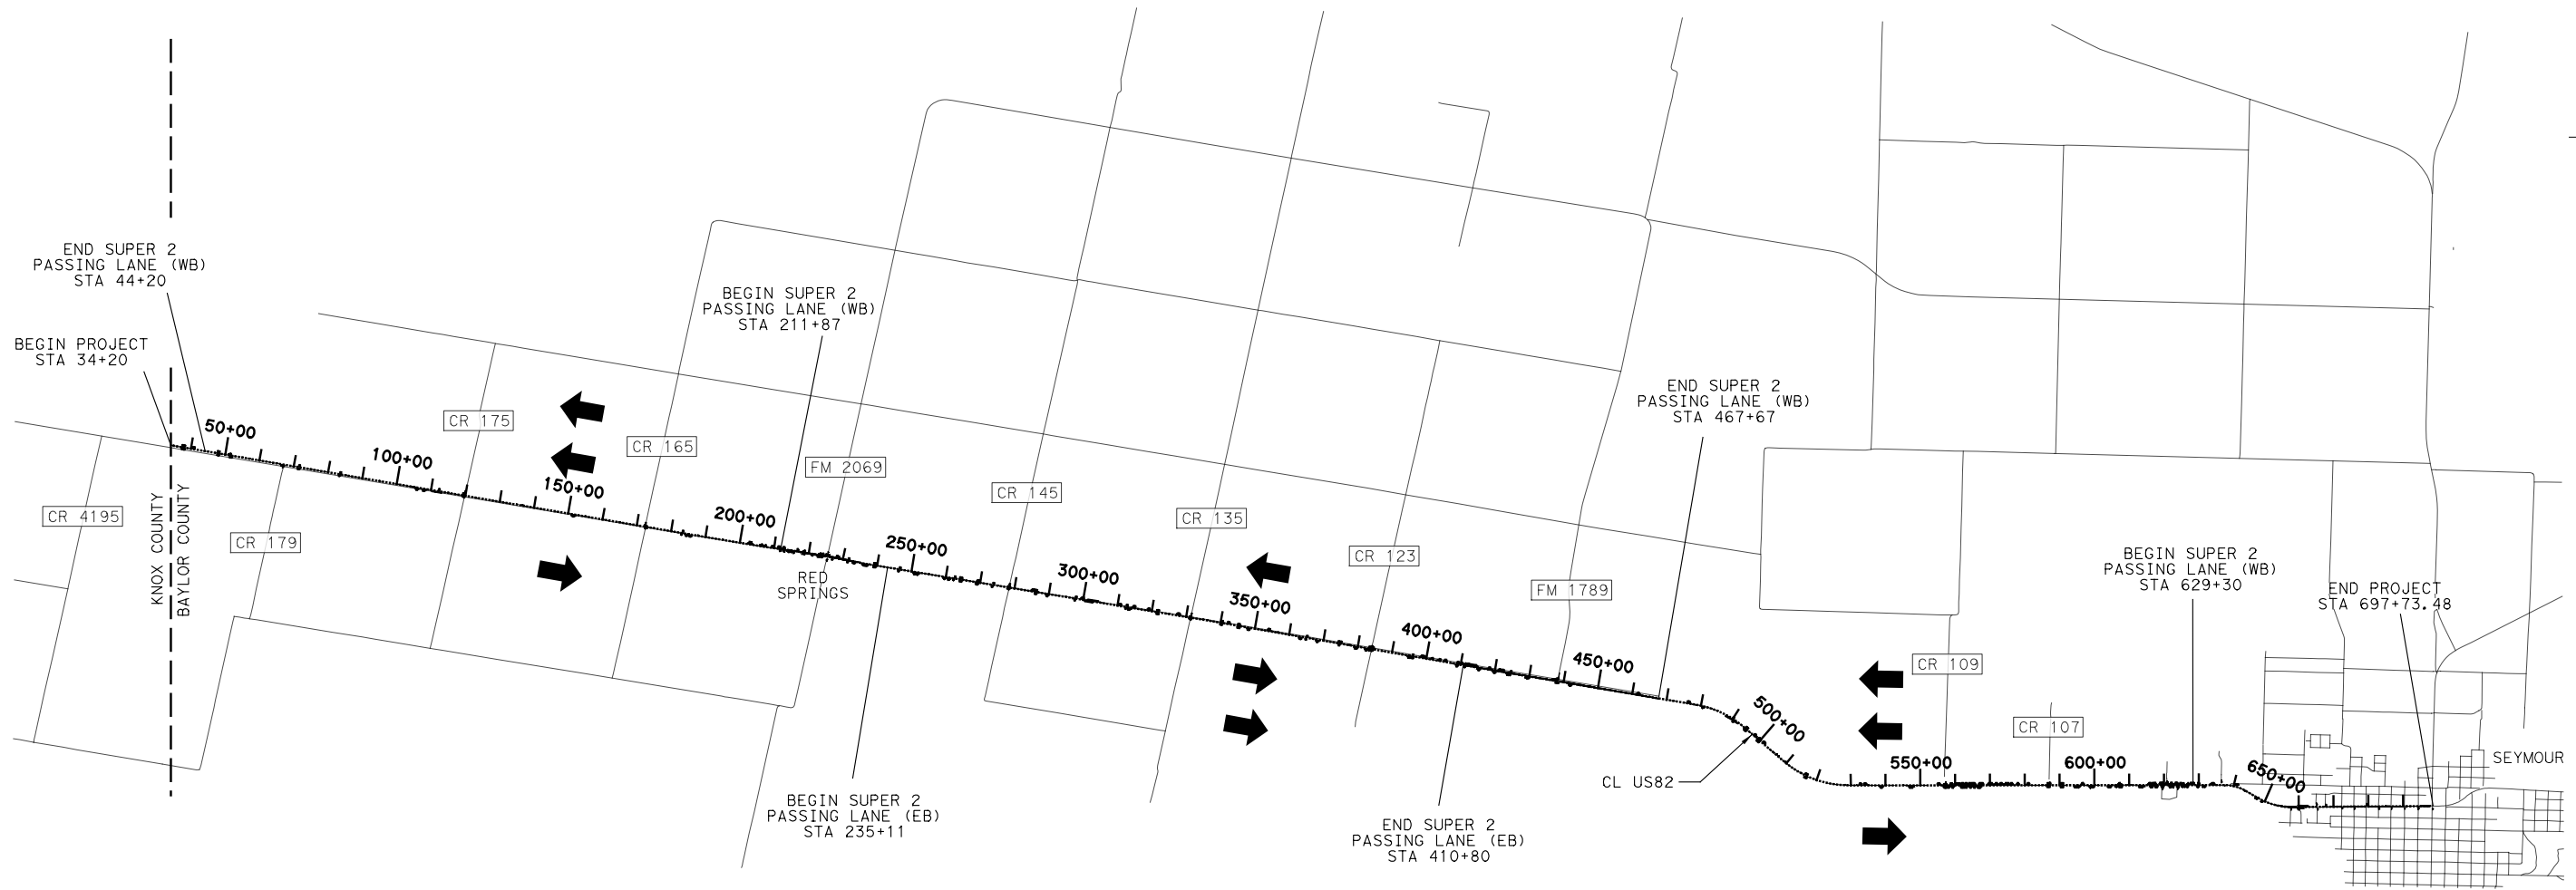 END SUPER 2
PASSING LANE (WB)
STA 44+20
BEGIN PROJECT
STA 34+20
50+00
100+00
CR 175
150+00
CR 165
CR 4195
KNOX COUNTY
BAYLOR COUNTY
CR 179
BEGIN SUPER 2
PASSING LANE (WB)
STA 211+87
200+00
FM 2069
RED
SPRINGS
250+00
CR 145
300+00
CR 135
350+00
BEGIN SUPER 2
PASSING LANE (EB)
STA 235+11
CR 123
400+00
FM 1789
450+00
END SUPER 2
PASSING LANE (WB)
STA 467+67
END SUPER 2
PASSING LANE (EB)
STA 410+80
500+00
CL US82
CR 109
550+00
CR 107
600+00
BEGIN SUPER 2
PASSING LANE (WB)
STA 629+30
650+00
END PROJECT
STA 697+73.48
SEYMOUR